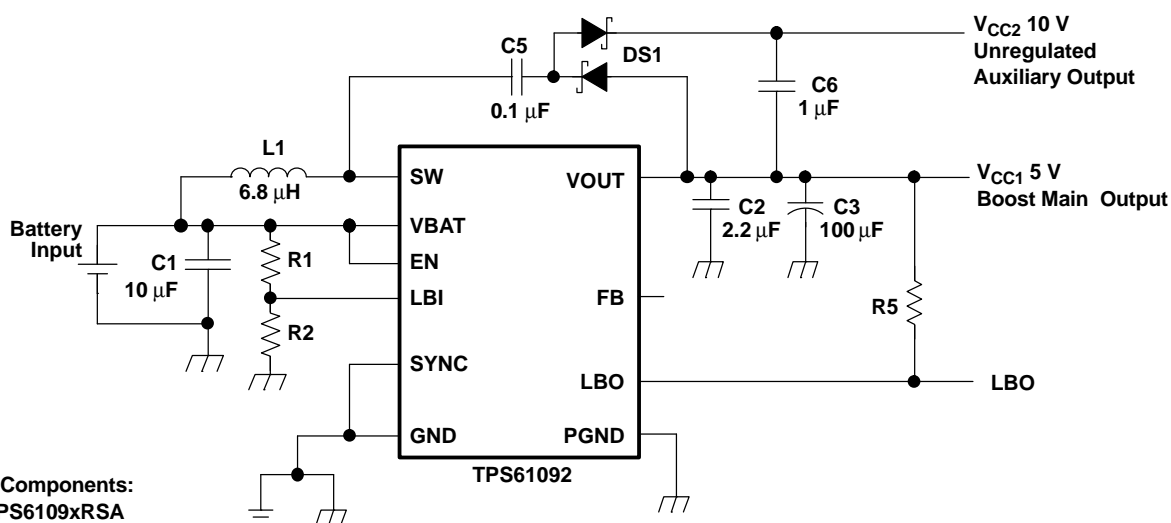 C5
0.1 μF
DS1
C6
1 μF
VCC2 10 V
Unregulated
Auxiliary Output
L1
6.8 μH
SW
VOUT
VCC1 5 V
Boost Main Output
C2
2.2 μF
C3
100 μF
Battery
Input
C1
10 μF
R1
R2
VBAT
EN
LBI
FB
R5
SYNC
LBO
LBO
GND
PGND
TPS61092
Components:
PS6109xRSA